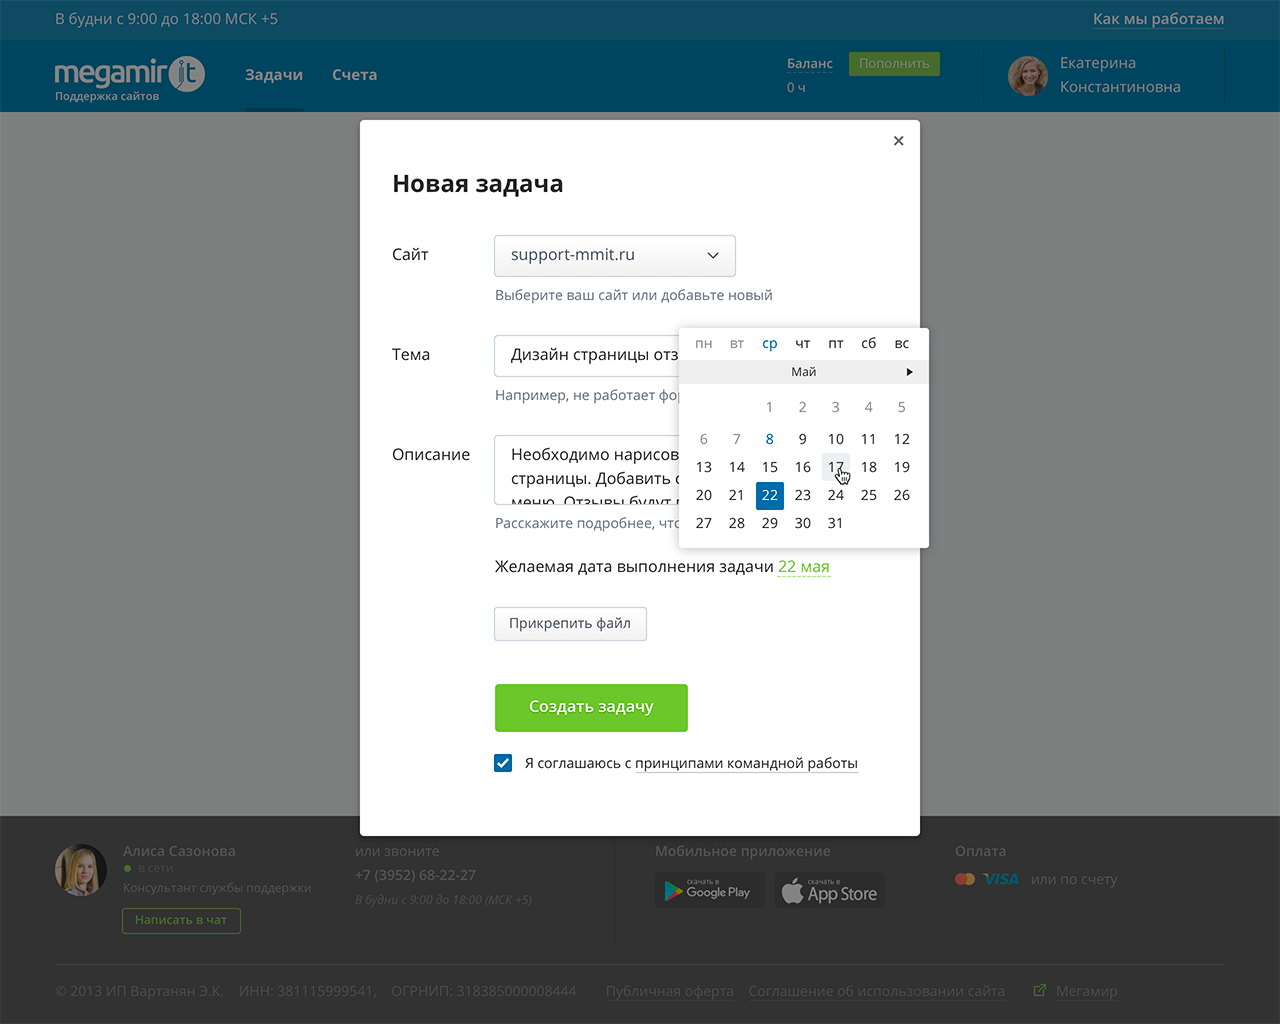 В будни с 9:00 до 18:00 МСК +5
Как мы работаем
megamir it
Поддержка сайтов
Задачи
Счета
Баланс
0 ч
Пополнить
Екатерина
Константиновна
Новая задача
Сайт
support-mmit.ru
Выберите ваш сайт или добавьте новый
Тема
Дизайн страницы отз
Например, не работает фо
Описание
Необходимо нарисов
страницы. Добавить
меню. Отзывы будут
Расскажите подробнее, что
пн вт ср чт пт сб вс
Май
1 2 3 4 5
6 7 8 9 10 11 12
13 14 15 16 17 18 19
20 21 22 23 24 25 26
27 28 29 30 31
Желаемая дата выполнения задачи 22 мая
Прикрепить файл
Создать задачу
Я соглашаюсь с принципами командной работы
Алиса Сазонова
в сети
Консультант службы поддержки
Написать в чат
или звоните
+7 (3952) 68-22-27
В будни с 9:00 до 18:00 (МСК +5)
Мобильное приложение
скачать в
Google Play
скачать в
App Store
Оплата
VISA или по счету
© 2013 ИП Вартанян Э.К. ИНН: 381115999541, ОГРНИП: 318385000008444 Публичная оферта Соглашение об использовании сайта Мегамир